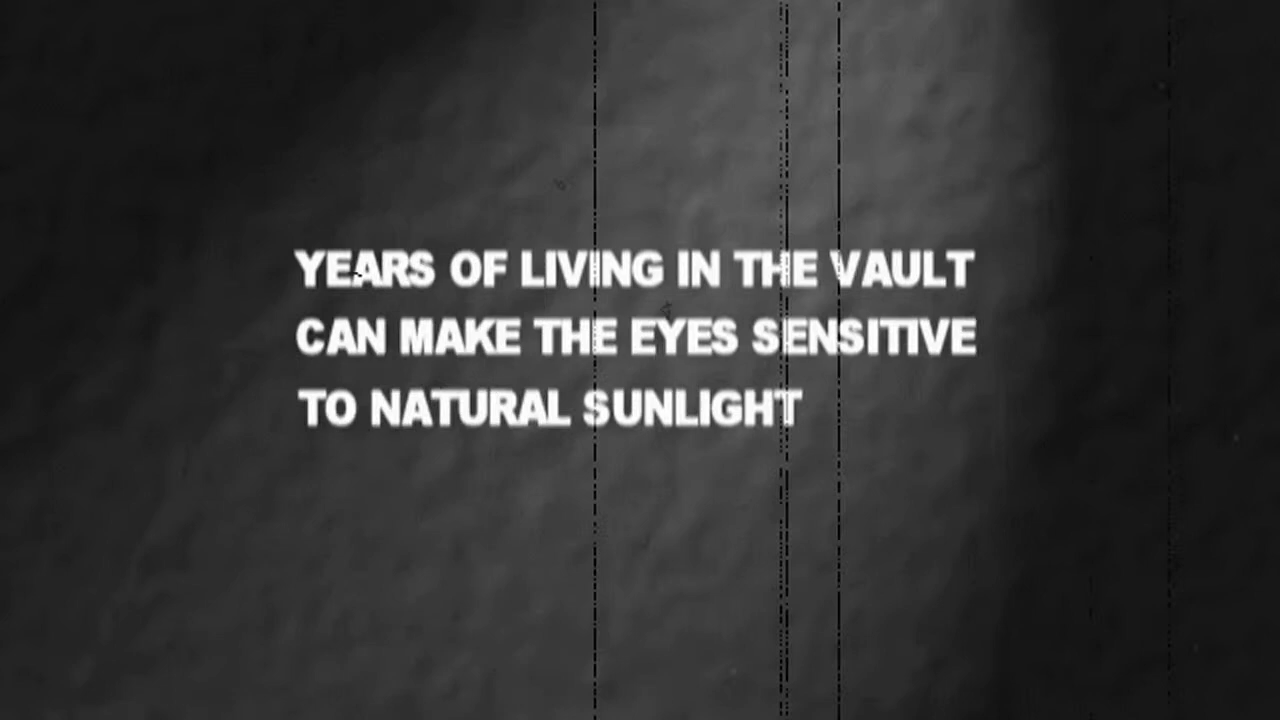 YEARS OF LIVING IN THE VAULT
CAN MAKE THE EYES SENSITIVE
TO NATURAL SUNLIGHT